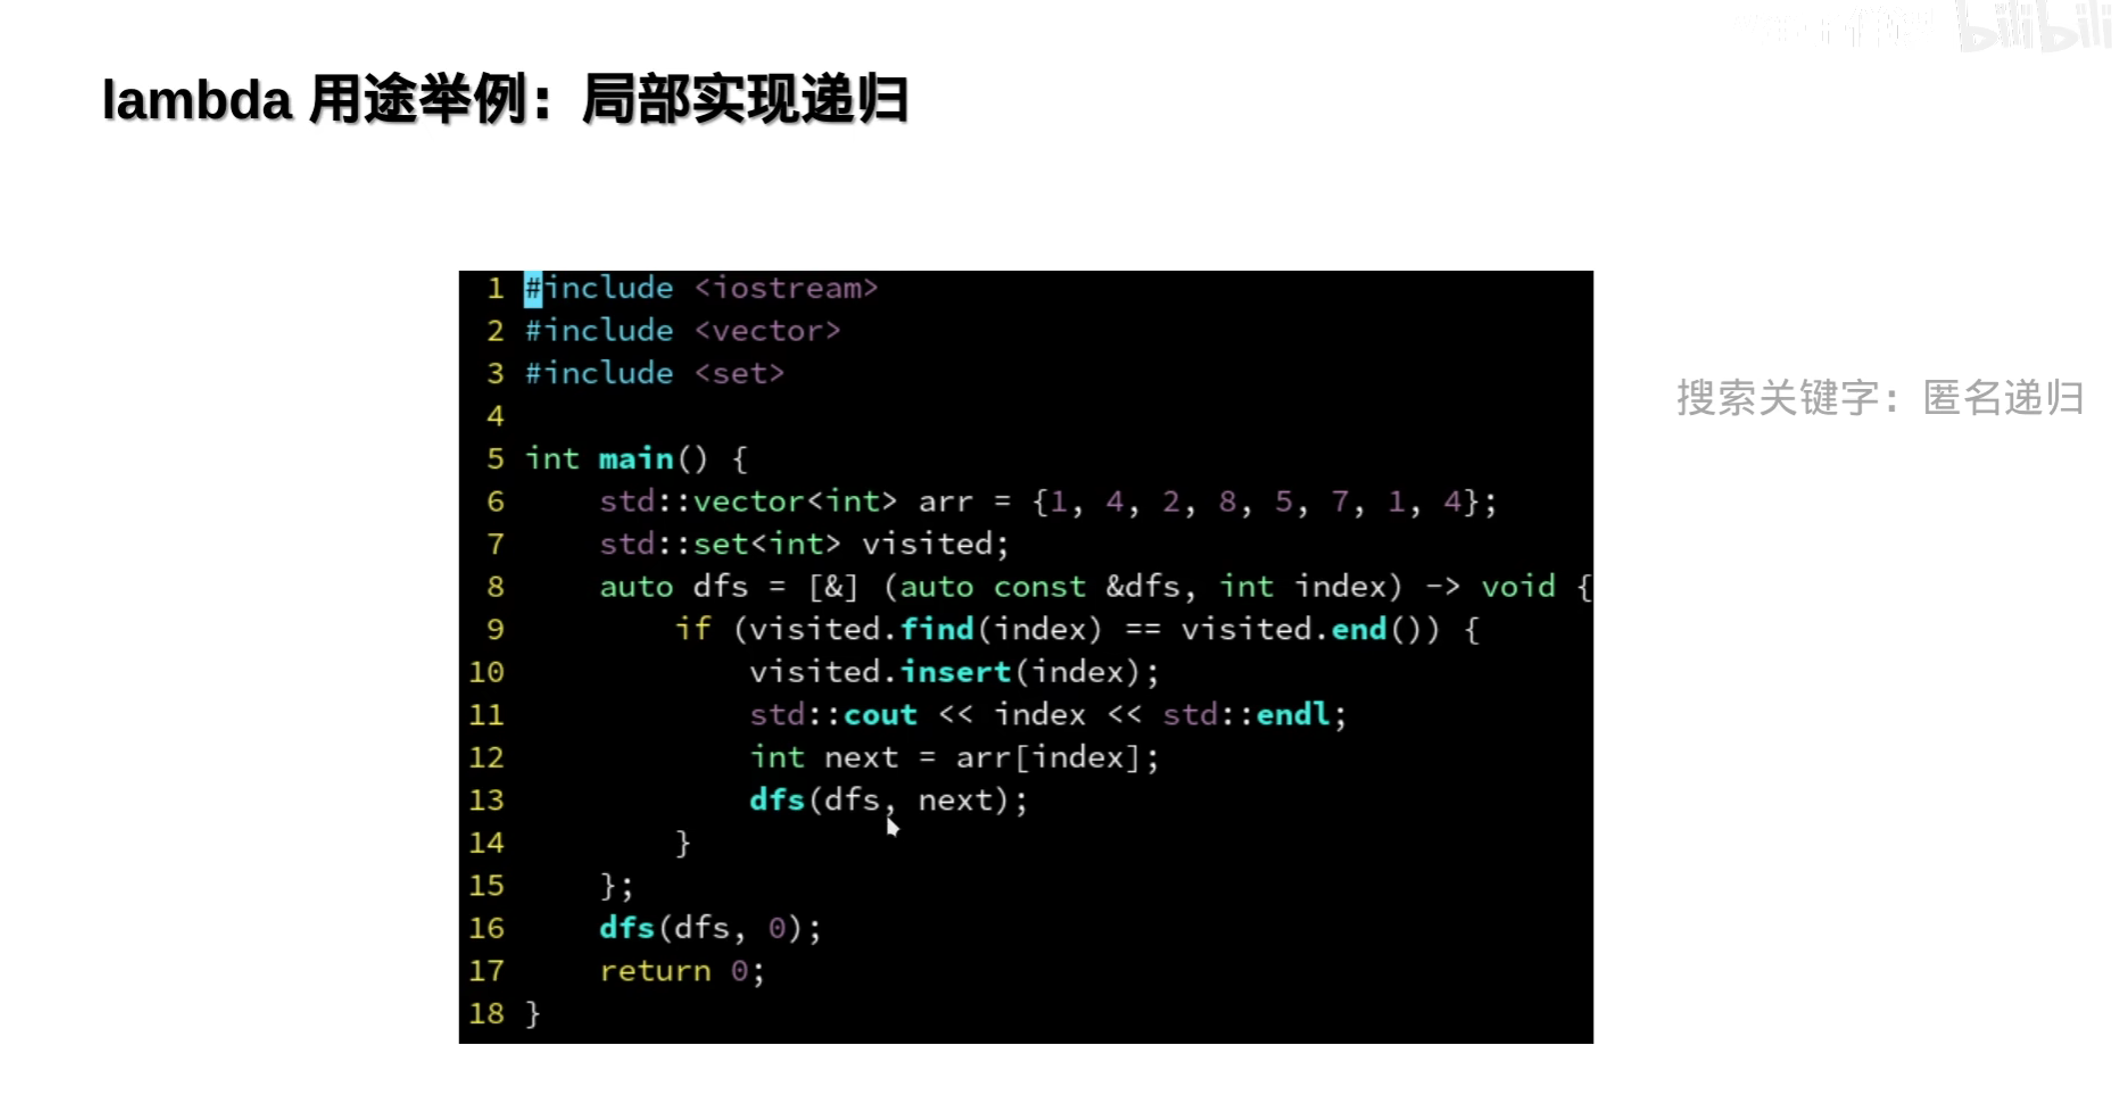 bilibili
lambda 用途举例：局部实现递归
1 #include <iostream>
2 #include <vector>
3 #include <set>
4
5 int main() {
6     std::vector<int> arr = {1, 4, 2, 8, 5, 7, 1, 4};
7     std::set<int> visited;
8     auto dfs = [&] (auto const &dfs, int index) -> void {
9         if (visited.find(index) == visited.end()) {
10             visited.insert(index);
11             std::cout << index << std::endl;
12             int next = arr[index];
13             dfs(dfs, next);
14         }
15     };
16     dfs(dfs, 0);
17     return 0;
18 }
搜索关键字：匿名递归